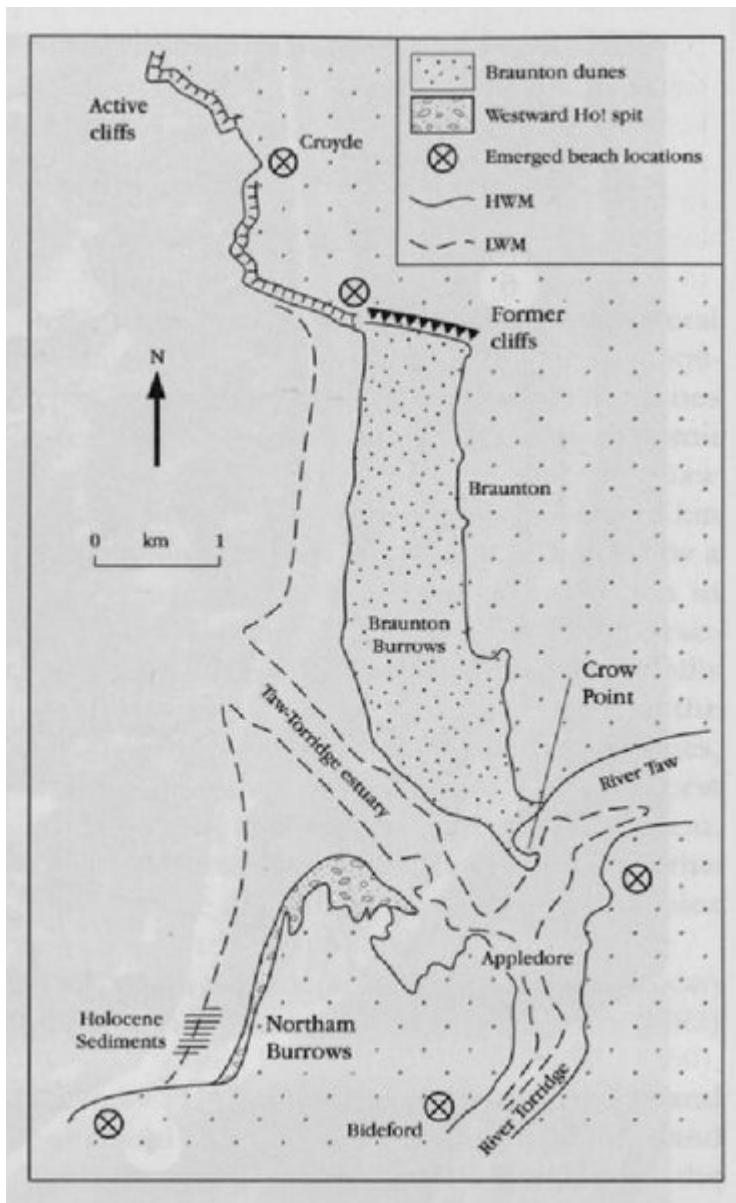 Braunton dunes
Westward Ho! spit
Emerged beach locations
HWM
LWM
Active
cliffs
Croyde
Former
cliffs
N
0 km 1
Braunton
Braunton
Burrows
Crow
Point
Taw-Torridge estuary
River Taw
Appledore
Holocene
Sediments
Northam
Burrows
Bideford
River Torridge